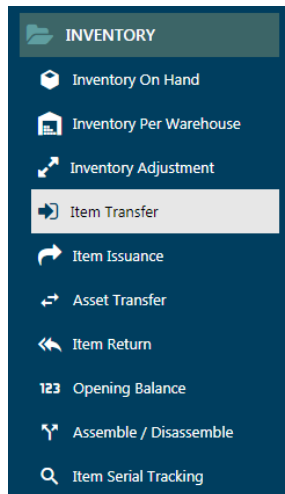 INVENTORY
Inventory On Hand
Inventory Per Warehouse
Inventory Adjustment
Item Transfer
Item Issuance
Asset Transfer
Item Return
123 Opening Balance
Assemble / Disassemble
Item Serial Tracking